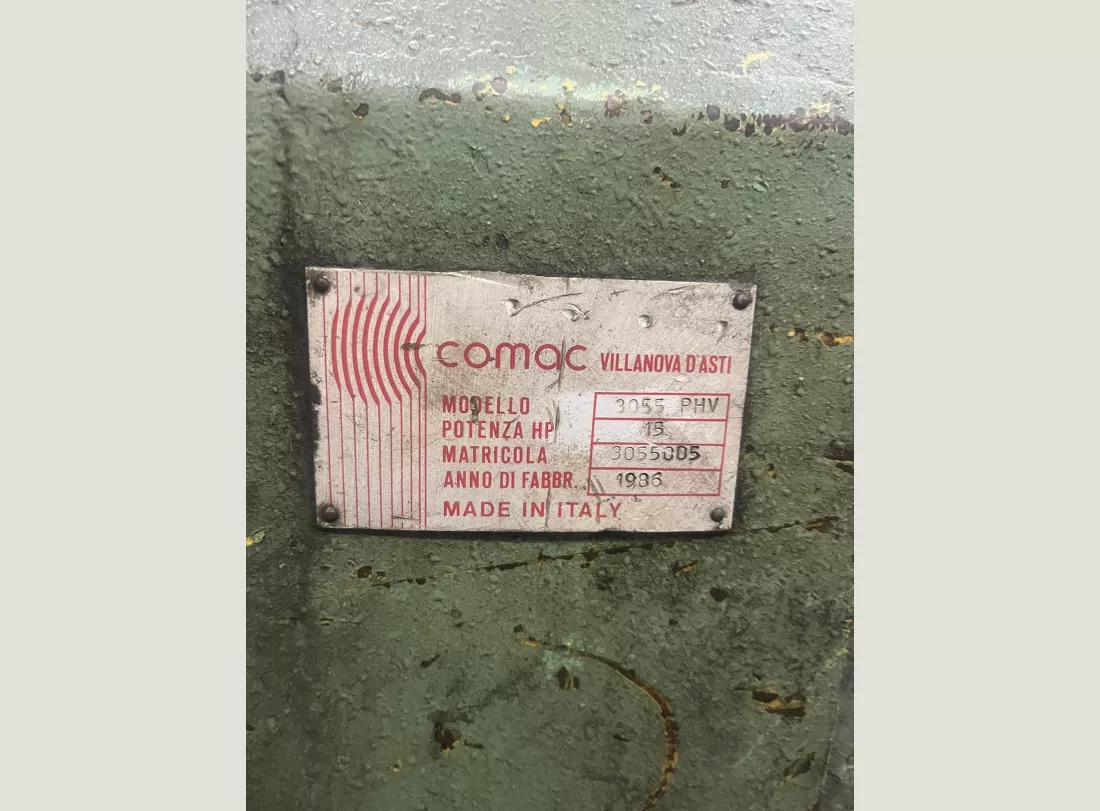 comac VILLANOVA D'ASTI
MODELLO 3055 PHV
POTENZA HP 15
MATRICOLA 3055005
ANNO DI FABBR. 1986
MADE IN ITALY